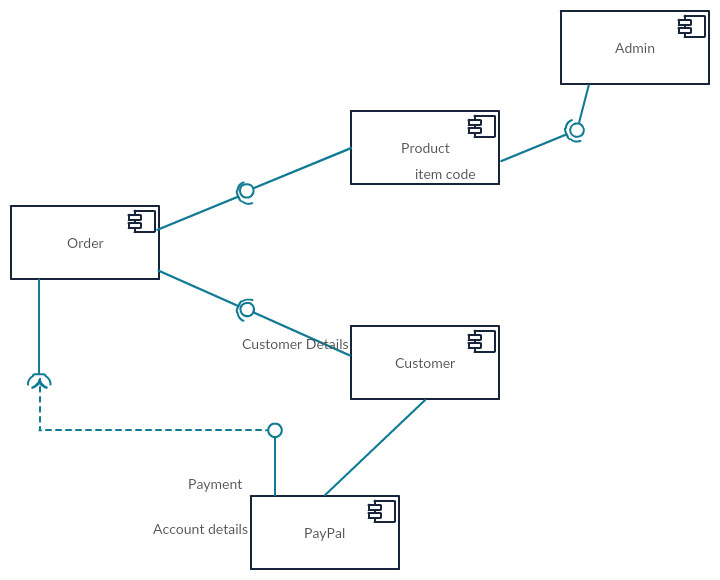 Admin
Product
item code
Order
Customer Details
Customer
Payment
Account details
PayPal